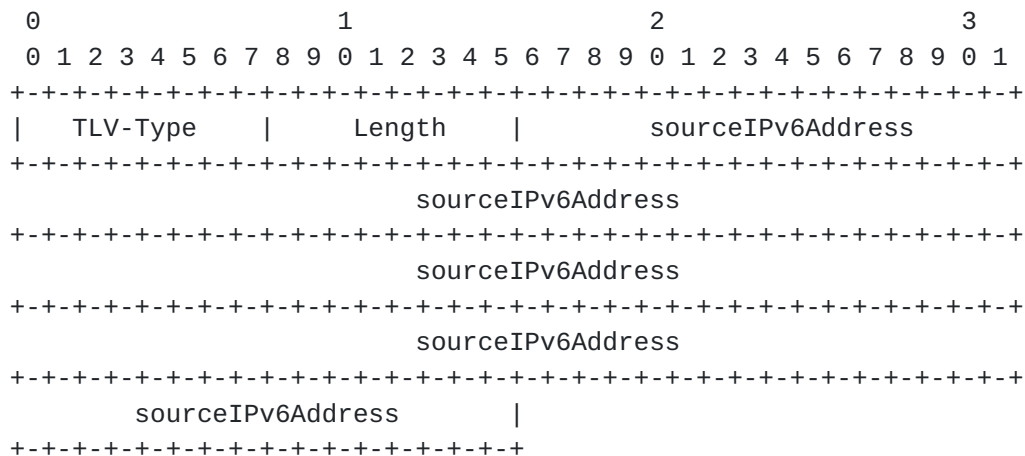 0                   1                   2                   3
0 1 2 3 4 5 6 7 8 9 0 1 2 3 4 5 6 7 8 9 0 1 2 3 4 5 6 7 8 9 0 1
+-+-+-+-+-+-+-+-+-+-+-+-+-+-+-+-+-+-+-+-+-+-+-+-+-+-+-+-+-+-+-+-+
|   TLV-Type    |     Length    |        sourceIPv6Address
+-+-+-+-+-+-+-+-+-+-+-+-+-+-+-+-+-+-+-+-+-+-+-+-+-+-+-+-+-+-+-+-+
                          sourceIPv6Address
+-+-+-+-+-+-+-+-+-+-+-+-+-+-+-+-+-+-+-+-+-+-+-+-+-+-+-+-+-+-+-+-+
                          sourceIPv6Address
+-+-+-+-+-+-+-+-+-+-+-+-+-+-+-+-+-+-+-+-+-+-+-+-+-+-+-+-+-+-+-+-+
                          sourceIPv6Address
+-+-+-+-+-+-+-+-+-+-+-+-+-+-+-+-+-+-+-+-+-+-+-+-+-+-+-+-+-+-+-+-+
        sourceIPv6Address       |
+-+-+-+-+-+-+-+-+-+-+-+-+-+-+-+-+